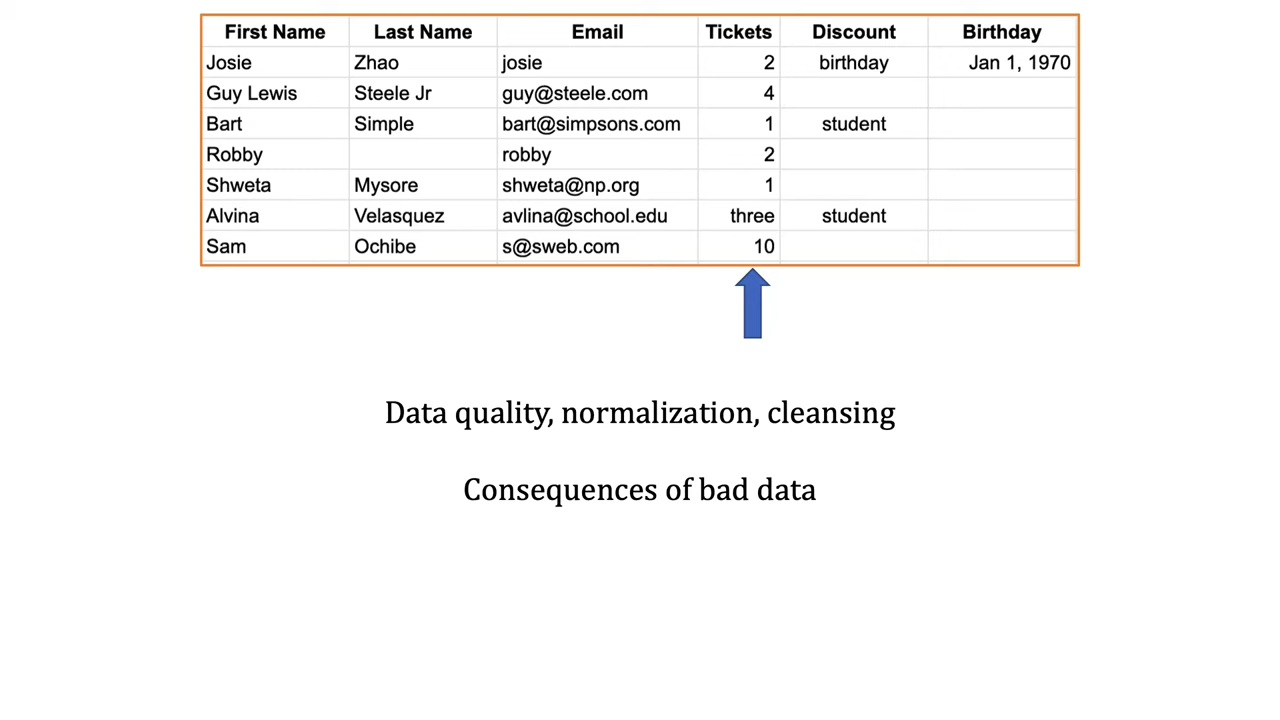 First Name Last Name Email Tickets Discount Birthday
Josie Zhao josie 2 birthday Jan 1, 1970
Guy Lewis Steele Jr guy@steele.com 4
Bart Simple bart@simpsons.com 1 student
Robby robby 2
Shweta Mysore shweta@np.org 1
Alvina Velasquez avlina@school.edu three student
Sam Ochibe s@sweb.com 10
Data quality, normalization, cleansing
Consequences of bad data